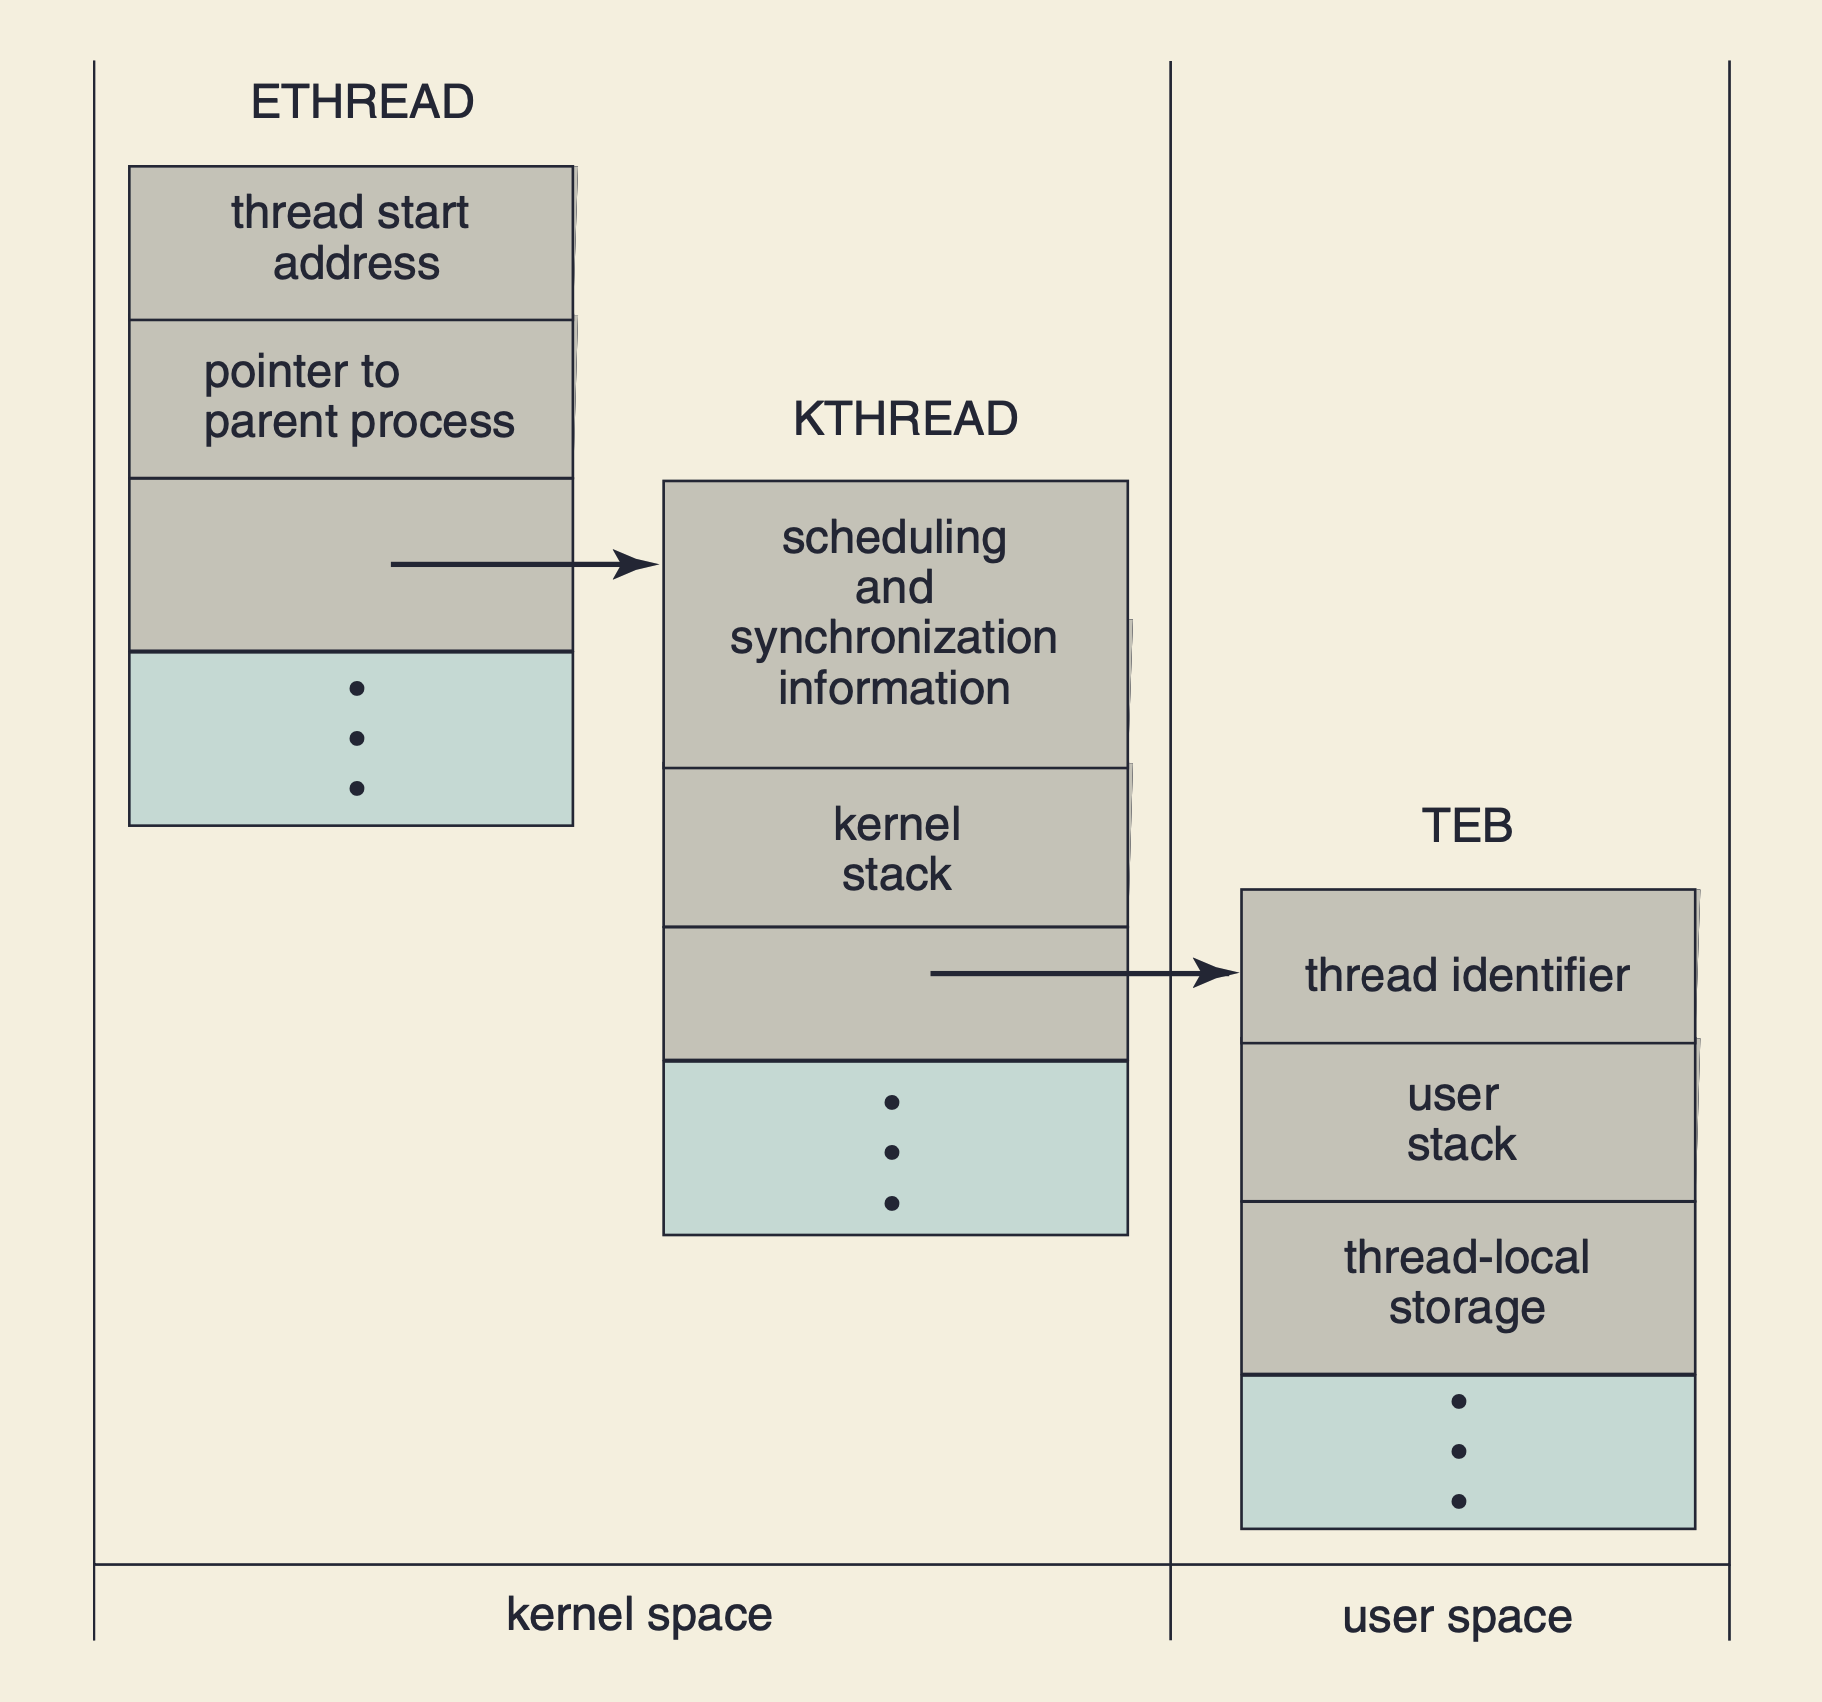 ETHREAD
thread start
address
pointer to
parent process
KTHREAD
scheduling
and
synchronization
information
kernel
stack
TEB
thread identifier
user
stack
thread-local
storage
kernel space
user space